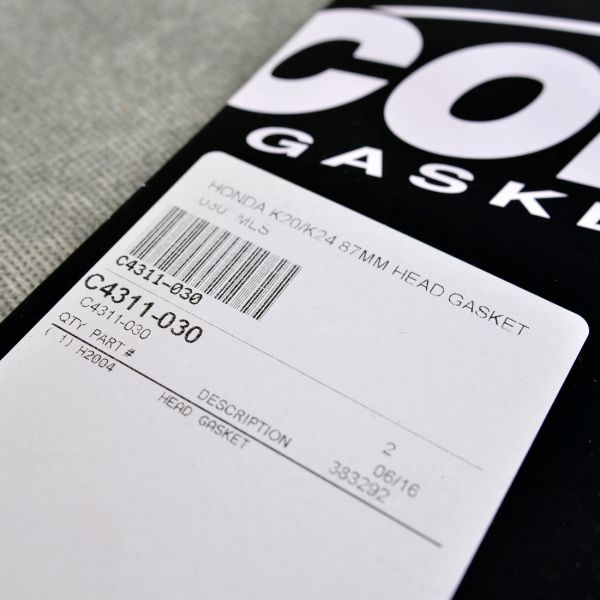 CO
GASKE
HONDA K20/K24 87MM HEAD GASKET
.030" MLS
C4311-030
C4311-030
C4311-030
QTY PART # DESCRIPTION 2
06/16
( 1) H2004 HEAD GASKET 383292